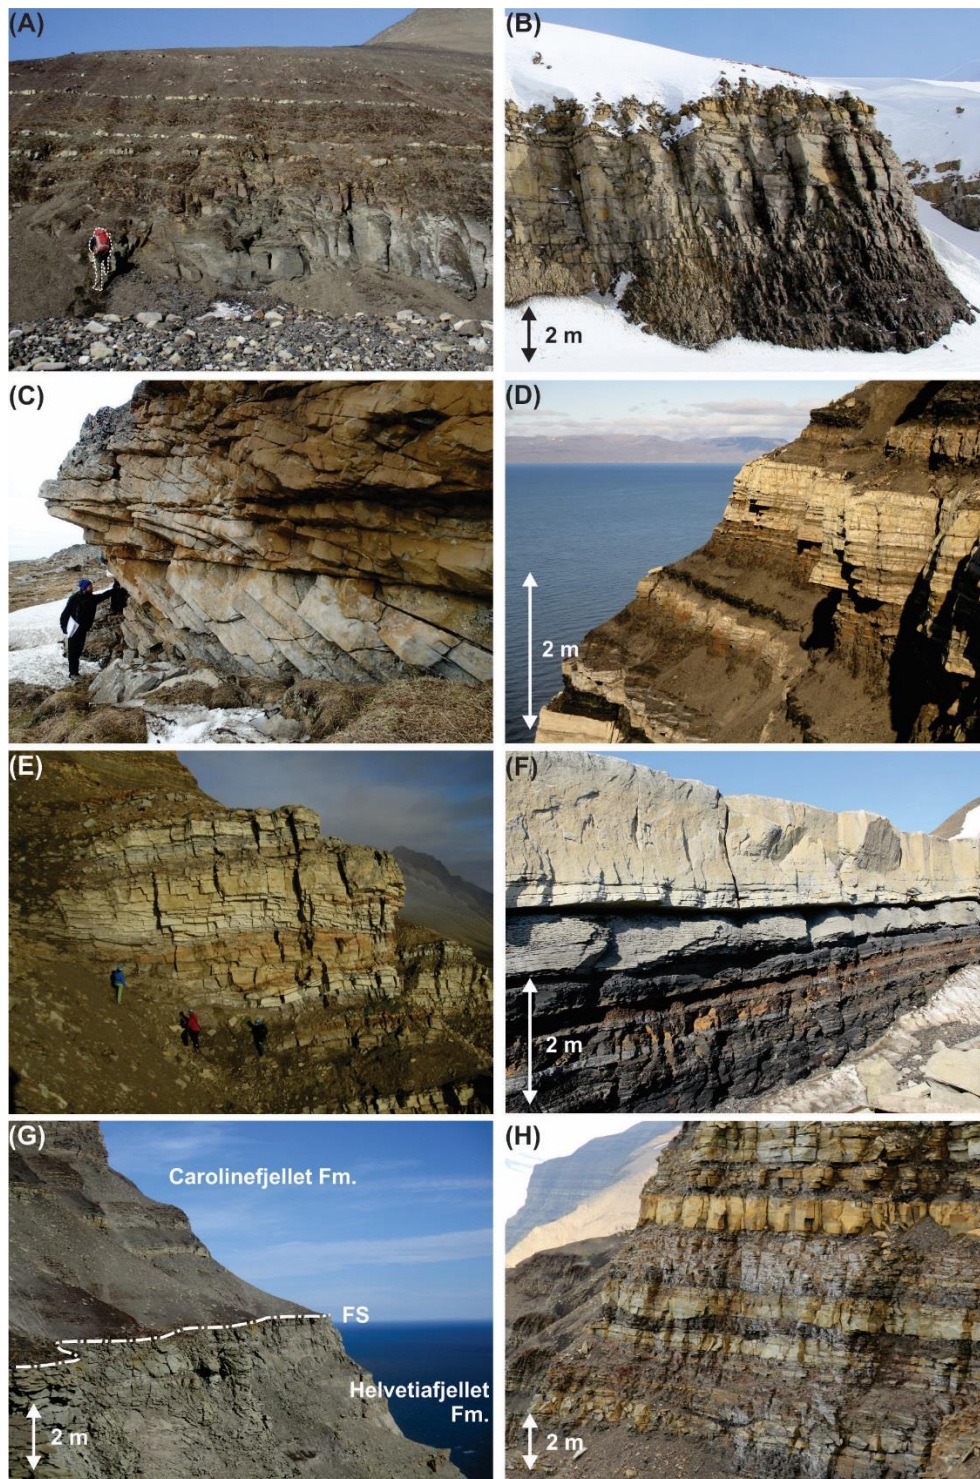 (A)
(B)
2 m
(C)
(D)
2 m
(E)
(F)
2 m
(G)
Carolinefjellet Fm.
FS
Helvetiafjellet
Fm.
2 m
(H)
2 m